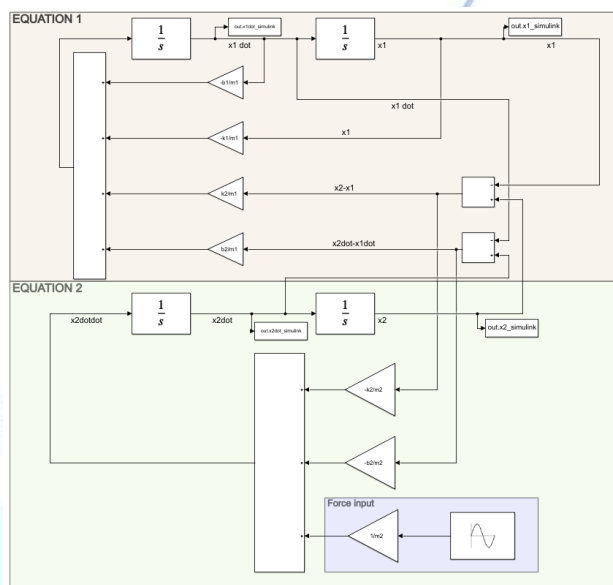 EQUATION 1
1
s
out.x1dot_simulink
x1 dot
1
s
x1
out.x1_simulink
x1
-b1/m1
x1 dot
-k1/m1
x1
k2/m1
x2-x1
b2/m1
x2dot-x1dot
EQUATION 2
x2dotdot
1
s
x2dot
out.x2dot_simulink
1
s
x2
out.x2_simulink
-k2/m2
-b2/m2
Force input
1/m2